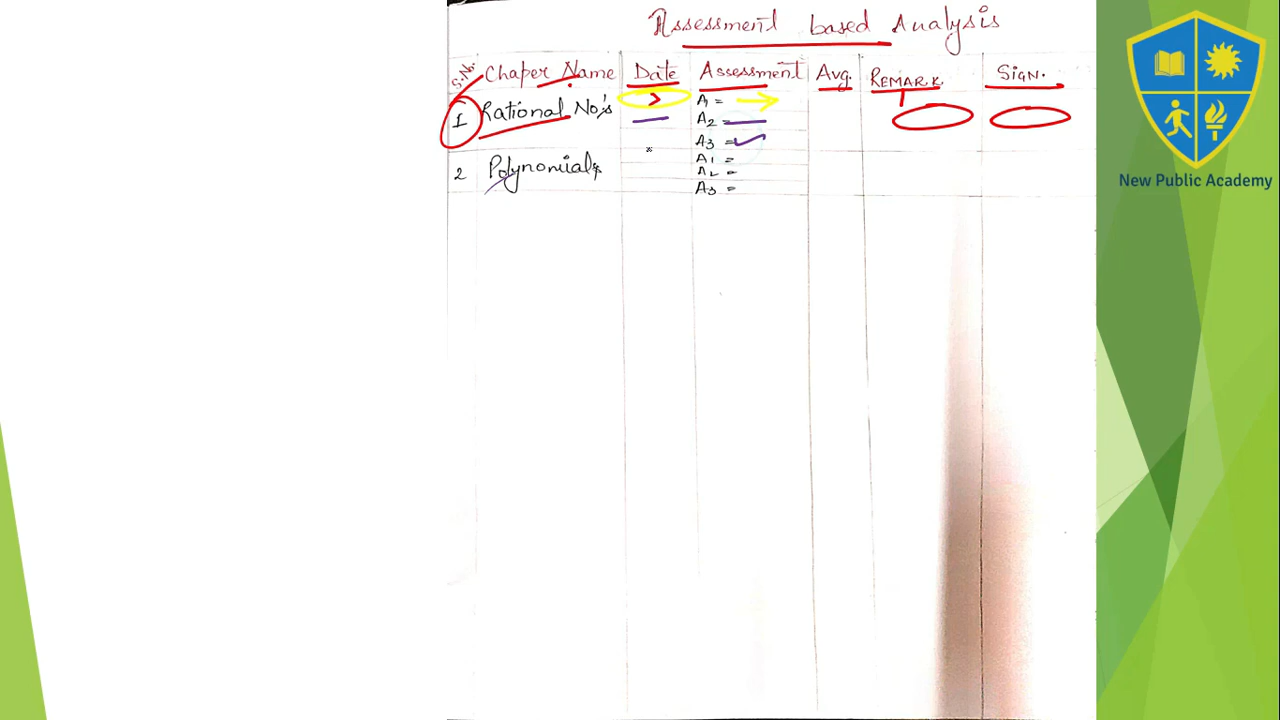 Assessment based Analysis
S.No. Chaper Name Date Assessment Avg. REMARK SIGN.
1 Rational No's A1 =
A2 =
A3 =
2 Polynomials A1 =
A2 =
A3 =
New Public Academy